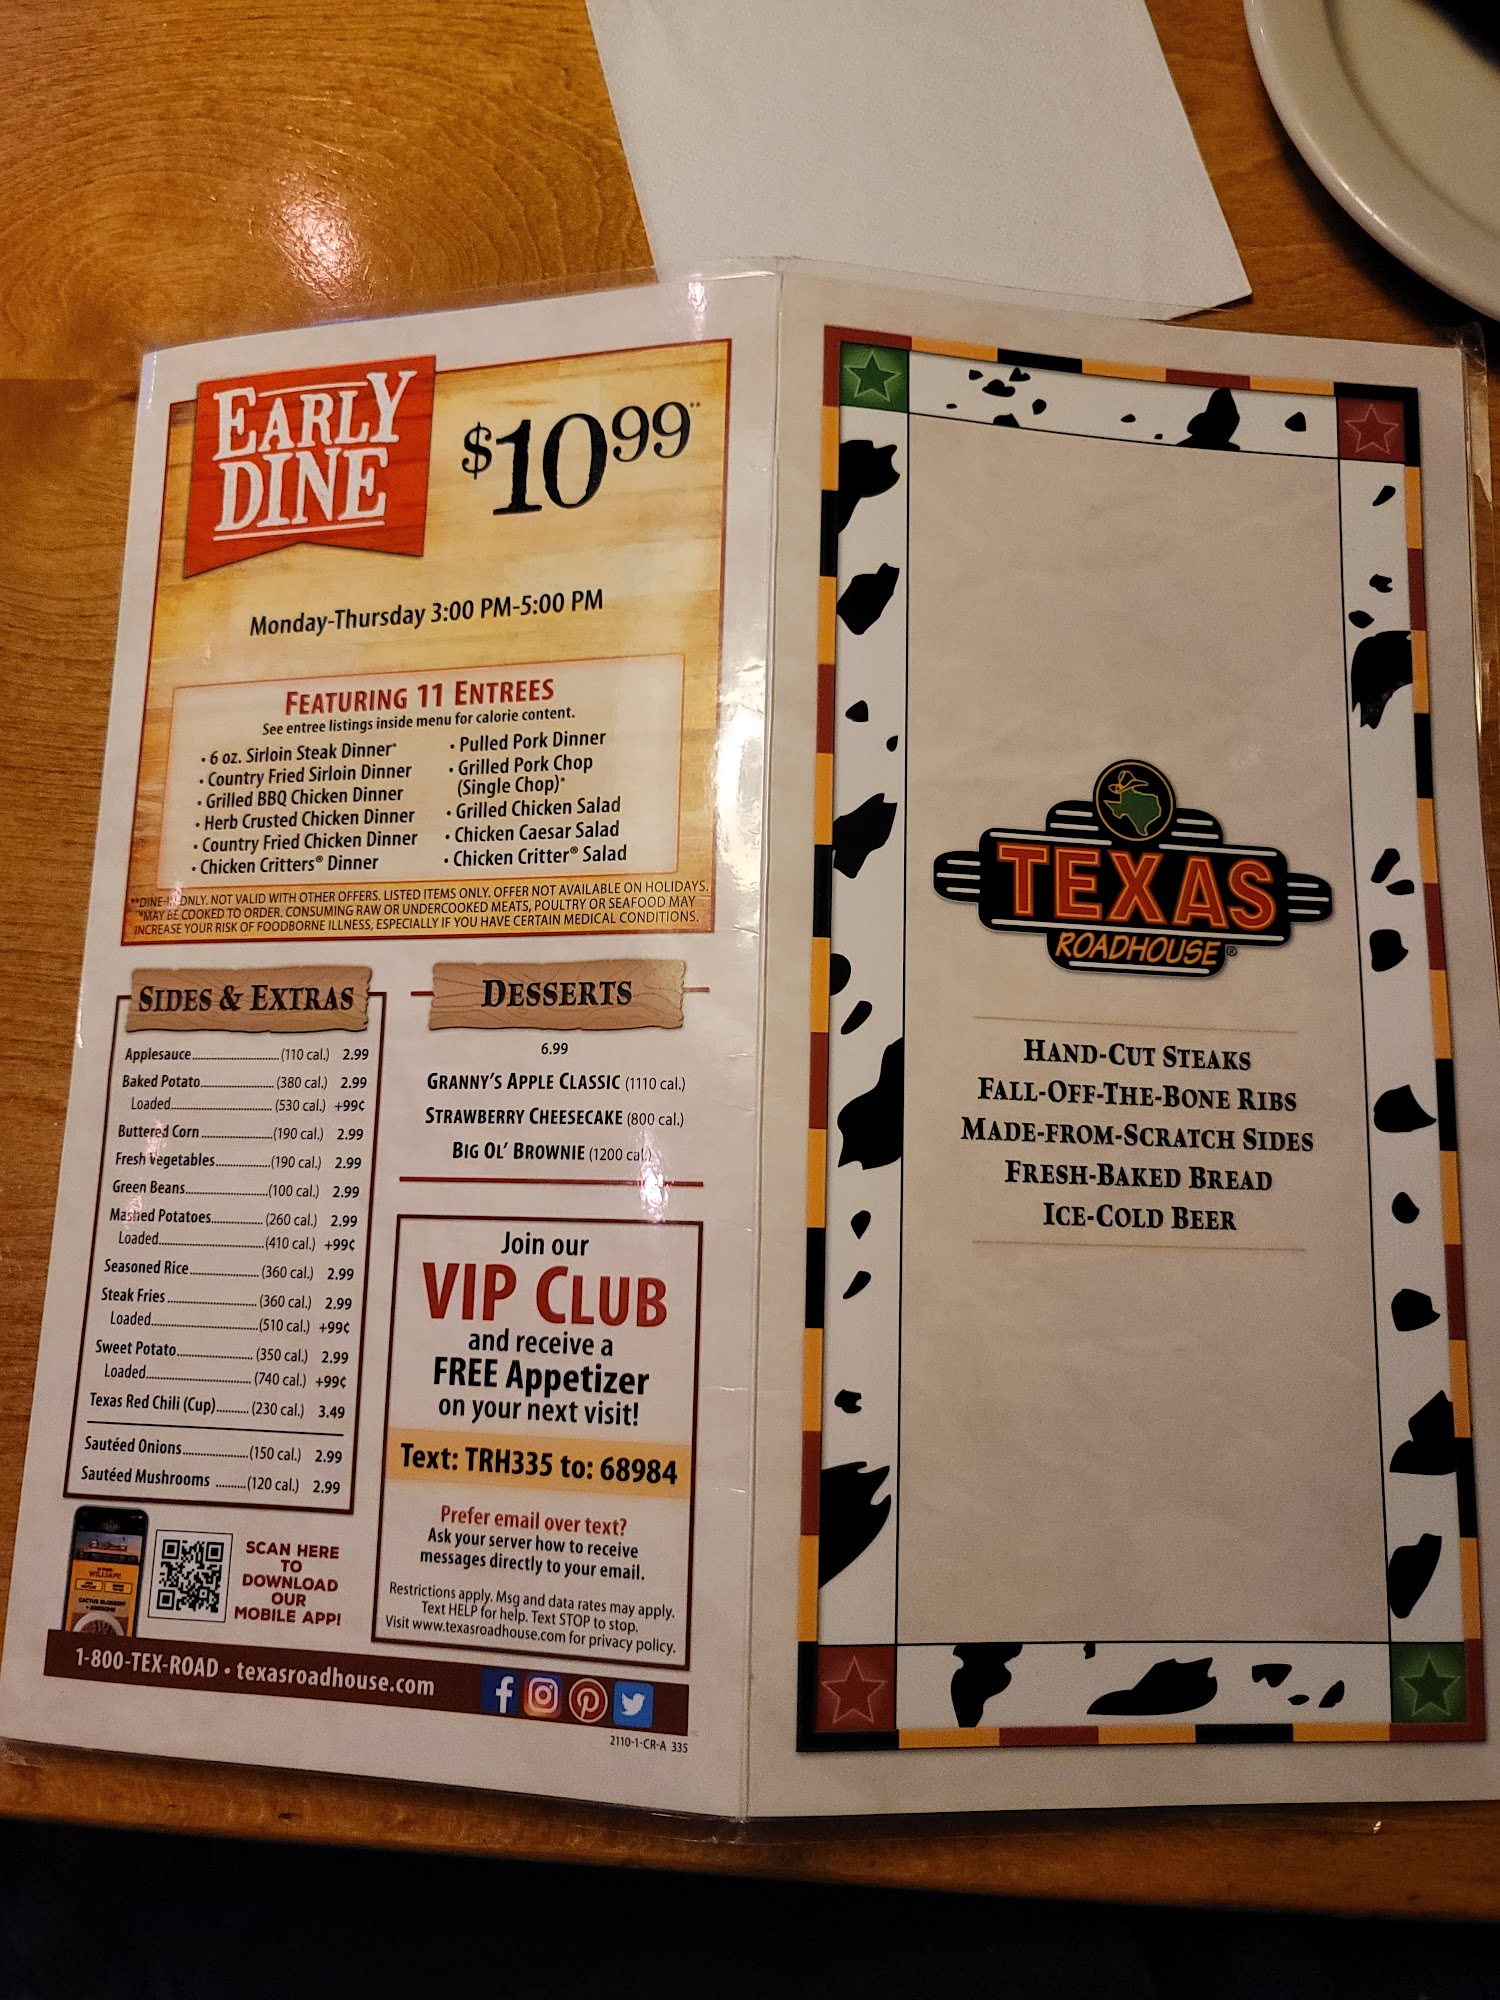 EARLY
DINE
$10.99**
Monday-Thursday 3:00 PM-5:00 PM
FEATURING 11 ENTREES
See entree listings inside menu for calorie content.
• 6 oz. Sirloin Steak Dinner*
• Country Fried Sirloin Dinner
• Grilled BBQ Chicken Dinner
• Herb Crusted Chicken Dinner
• Country Fried Chicken Dinner
• Chicken Critters® Dinner
• Pulled Pork Dinner
• Grilled Pork Chop
(Single Chop)*
• Grilled Chicken Salad
• Chicken Caesar Salad
• Chicken Critter® Salad
**DINE-IN ONLY. NOT VALID WITH OTHER OFFERS. LISTED ITEMS ONLY. OFFER NOT AVAILABLE ON HOLIDAYS.
*MAY BE COOKED TO ORDER. CONSUMING RAW OR UNDERCOOKED MEATS, POULTRY OR SEAFOOD MAY
INCREASE YOUR RISK OF FOODBORNE ILLNESS, ESPECIALLY IF YOU HAVE CERTAIN MEDICAL CONDITIONS.
SIDES & EXTRAS
Applesauce (110 cal.) 2.99
Baked Potato (380 cal.) 2.99
Loaded (530 cal.) +99¢
Buttered Corn (190 cal.) 2.99
Fresh Vegetables (190 cal.) 2.99
Green Beans (100 cal.) 2.99
Mashed Potatoes (260 cal.) 2.99
Loaded (410 cal.) +99¢
Seasoned Rice (360 cal.) 2.99
Steak Fries (360 cal.) 2.99
Loaded (510 cal.) +99¢
Sweet Potato (350 cal.) 2.99
Loaded (740 cal.) +99¢
Texas Red Chili (Cup) (230 cal.) 3.49
Sautéed Onions (150 cal.) 2.99
Sautéed Mushrooms (120 cal.) 2.99
DESSERTS
6.99
GRANNY'S APPLE CLASSIC (1110 cal.)
STRAWBERRY CHEESECAKE (800 cal.)
BIG OL' BROWNIE (1200 cal.)
Join our
VIP CLUB
and receive a
FREE Appetizer
on your next visit!
Text: TRH335 to: 68984
Prefer email over text?
Ask your server how to receive
messages directly to your email.
Restrictions apply. Msg and data rates may apply.
Text HELP for help. Text STOP to stop.
Visit www.texasroadhouse.com for privacy policy.
SCAN HERE
TO
DOWNLOAD
OUR
MOBILE APP!
1-800-TEX-ROAD • texasroadhouse.com
2110-1-CR-A 335
TEXAS
ROADHOUSE®
HAND-CUT STEAKS
FALL-OFF-THE-BONE RIBS
MADE-FROM-SCRATCH SIDES
FRESH-BAKED BREAD
ICE-COLD BEER